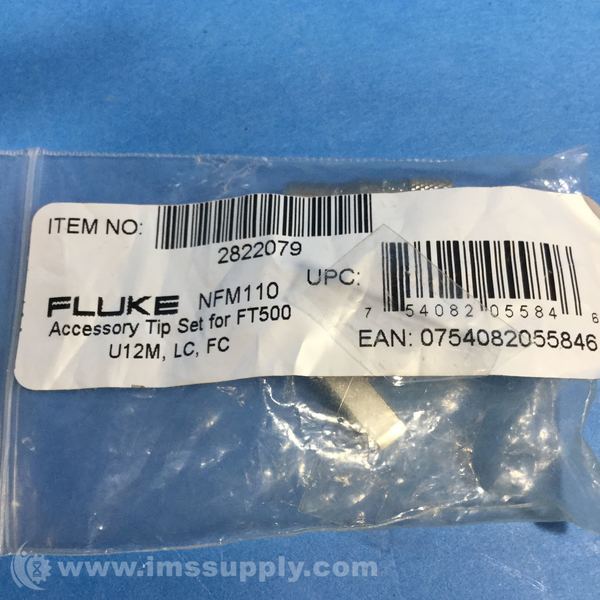 ITEM NO:
2822079
FLUKE NFM110
Accessory Tip Set for FT500
U12M, LC, FC
UPC:
7 54082 05584 6
EAN: 0754082055846
© www.imssupply.com